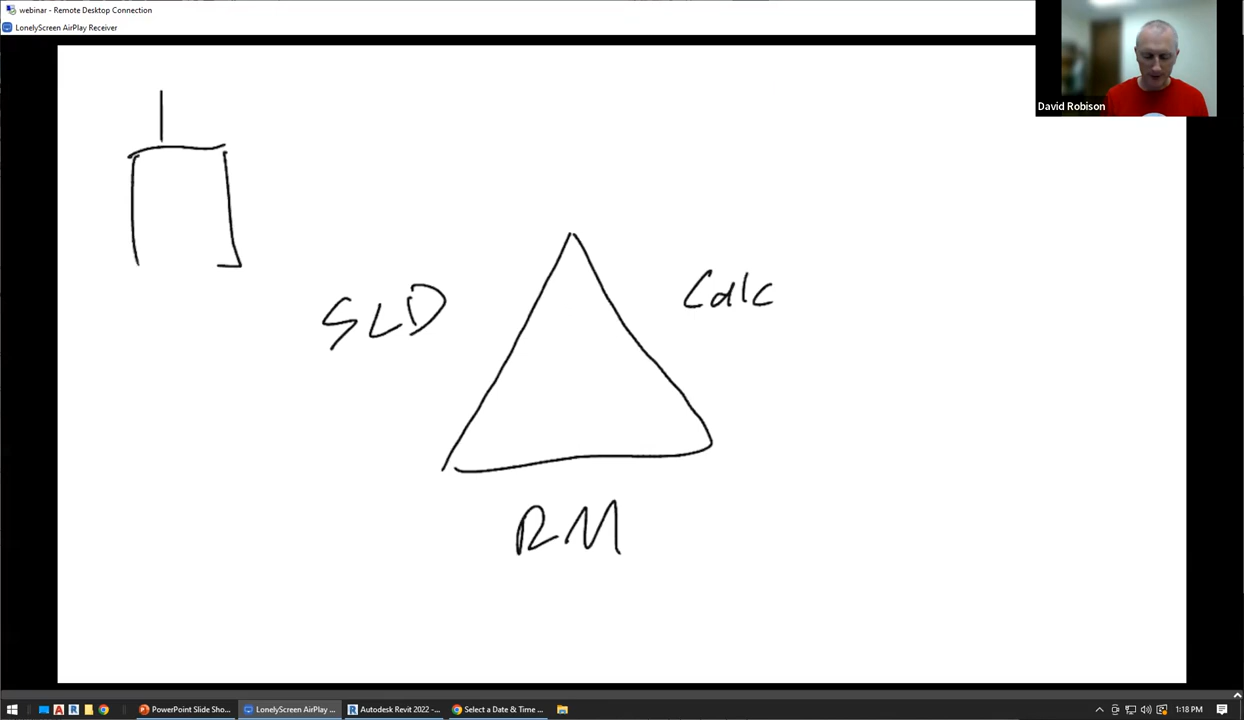 webinar - Remote Desktop Connection
LonelyScreen AirPlay Receiver
David Robison
SLD
Calc
RM
PowerPoint Slide Sho...
LonelyScreen AirPlay ...
Autodesk Revit 2022 -...
Select a Date & Time ...
1:18 PM